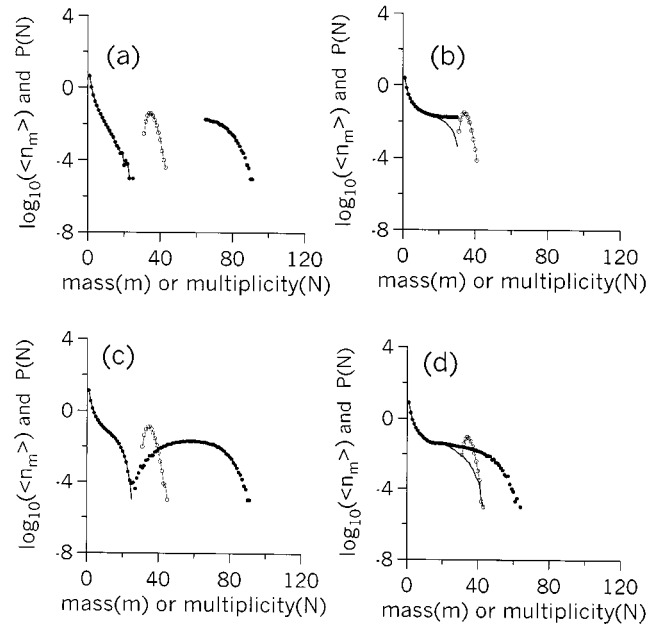 4
0
-4
-8
log10(<nm>) and P(N)
(a)
0 40 80 120
mass(m) or multiplicity(N)
4
0
-4
-8
log10(<nm>) and P(N)
(b)
0 40 80 120
mass(m) or multiplicity(N)
4
0
-4
-8
log10(<nm>) and P(N)
(c)
0 40 80 120
mass(m) or multiplicity(N)
4
0
-4
-8
log10(<nm>) and P(N)
(d)
0 40 80 120
mass(m) or multiplicity(N)